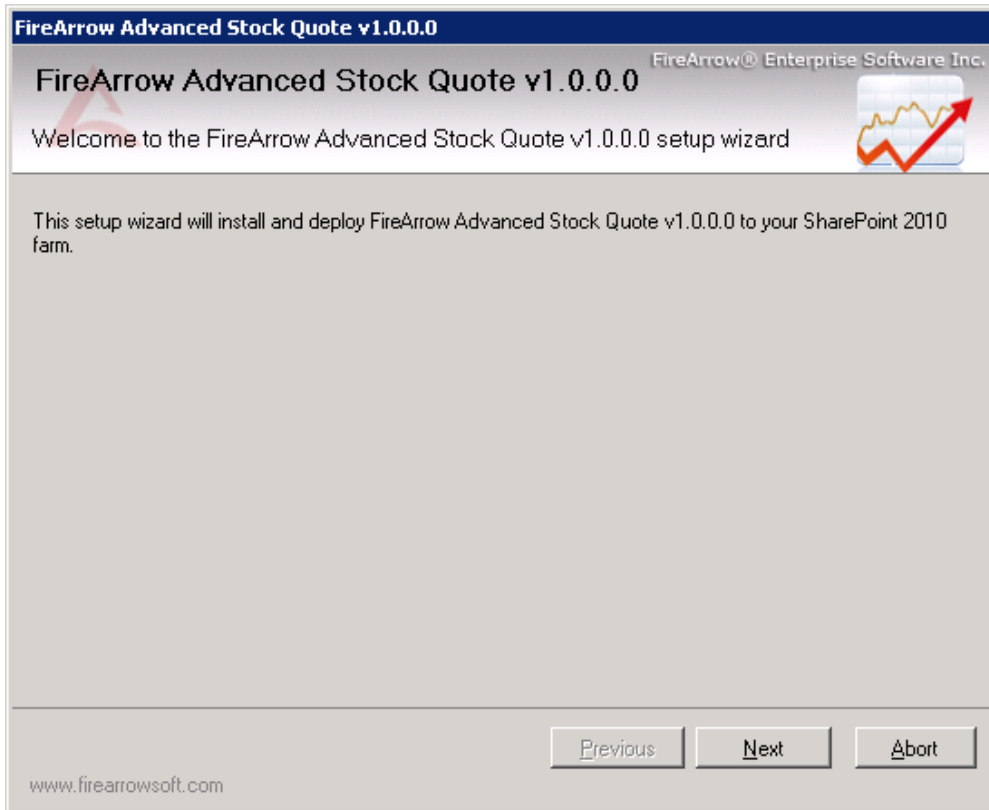 FireArrow Advanced Stock Quote v1.0.0.0
FireArrow® Enterprise Software Inc.
FireArrow Advanced Stock Quote v1.0.0.0
Welcome to the FireArrow Advanced Stock Quote v1.0.0.0 setup wizard
This setup wizard will install and deploy FireArrow Advanced Stock Quote v1.0.0.0 to your SharePoint 2010
farm.
Previous Next Abort
www.firearrowsoft.com